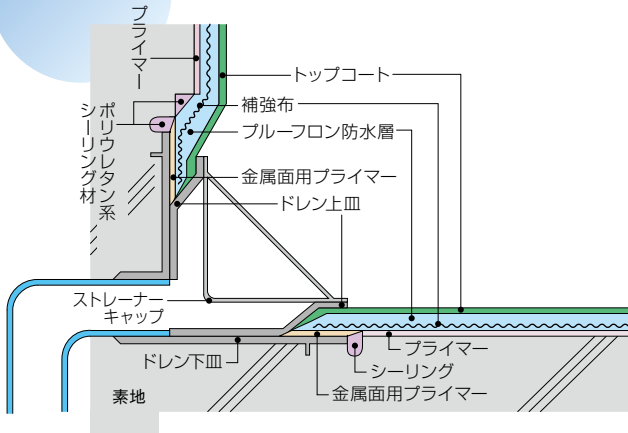 プライマー
トップコート
補強布
プルーフロン防水層
ポリウレタン系
シーリング材
金属面用プライマー
ドレン上皿
ストレーナー
キャップ
ドレン下皿
プライマー
シーリング
金属面用プライマー
素地